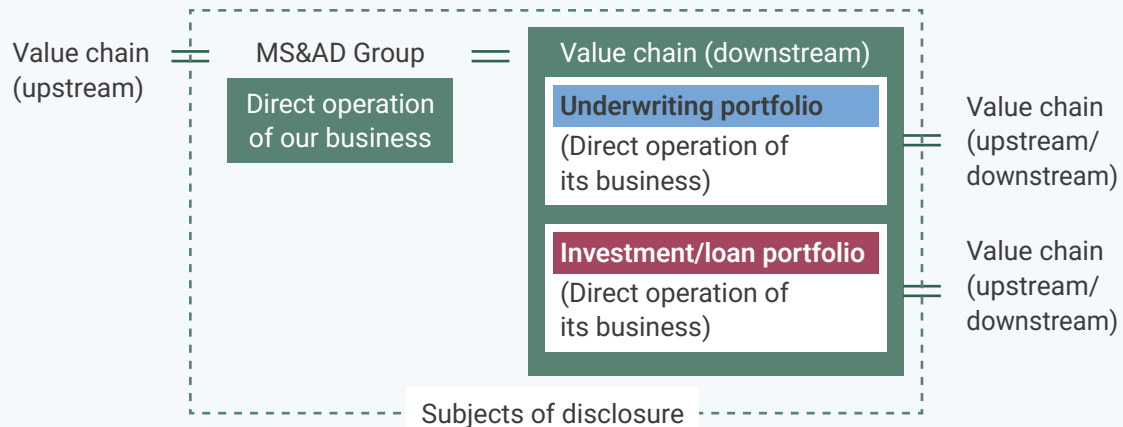 Value chain
(upstream)
MS&AD Group
Direct operation
of our business
Value chain (downstream)
Underwriting portfolio
(Direct operation of
its business)
Investment/loan portfolio
(Direct operation of
its business)
Value chain
(upstream/
downstream)
Value chain
(upstream/
downstream)
Subjects of disclosure